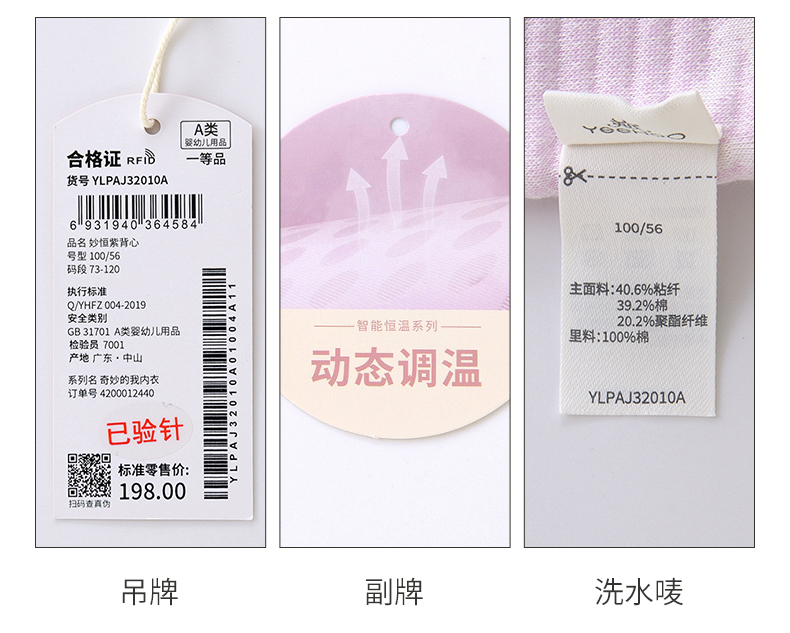 合格证 RFID
A类
婴幼儿用品
一等品
货号 YLPAJ32010A
6 931940 364584
品名 妙恒紫背心
号型 100/56
码段 73-120
执行标准
Q/YHFZ 004-2019
安全类别
GB 31701 A类婴幼儿用品
检验员 7001
产地 广东·中山
系列名 奇妙的我内衣
订单号 4200012440
已验针
扫码查真伪
标准零售价:
198.00
YLPAJ32010A01004A11
智能恒温系列
动态调温
100/56
主面料:40.6%粘纤
39.2%棉
20.2%聚酯纤维
里料:100%棉
YLPAJ32010A
吊牌
副牌
洗水唛